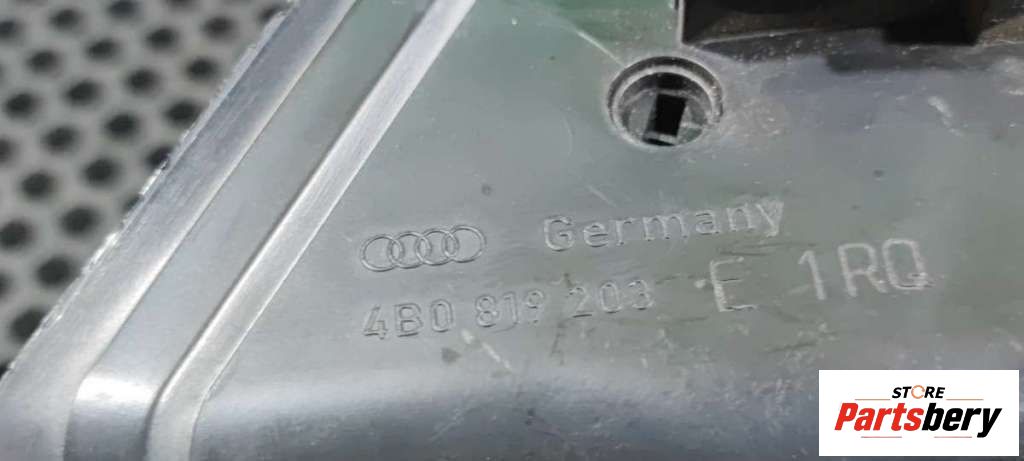 Germany
4B0 819 203 E 1RQ
STORE
Partsbery